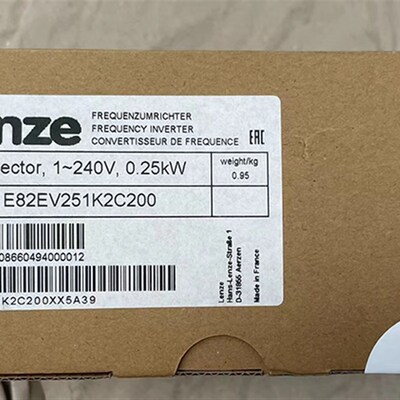 nze
FREQUENZUMRICHTER
FREQUENCY INVERTER
CONVERTISSEUR DE FREQUENCE
EAC
ector, 1~240V, 0.25kW
weight/kg
0.95
E82EV251K2C200
08660494000012
K2C200XX5A39
Lenze
Hans-Lenze-Straße 1
D-31855 Aerzen
Made in France